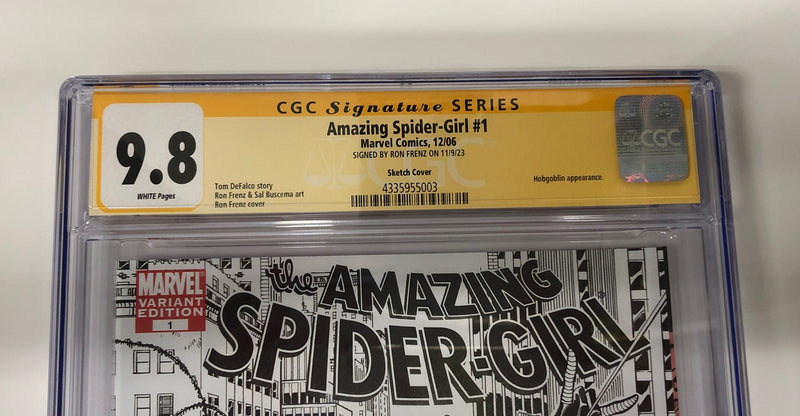 CGC Signature SERIES
Amazing Spider-Girl #1
Marvel Comics, 12/06
SIGNED BY RON FRENZ ON 11/9/23
Sketch Cover
4335955003
9.8
WHITE Pages
Tom DeFalco story
Ron Frenz & Sal Buscema art
Ron Frenz cover
Hobgoblin appearance.
CGC
CGC
MARVEL
VARIANT
EDITION
1
the AMAZING
SPIDER-GIRL